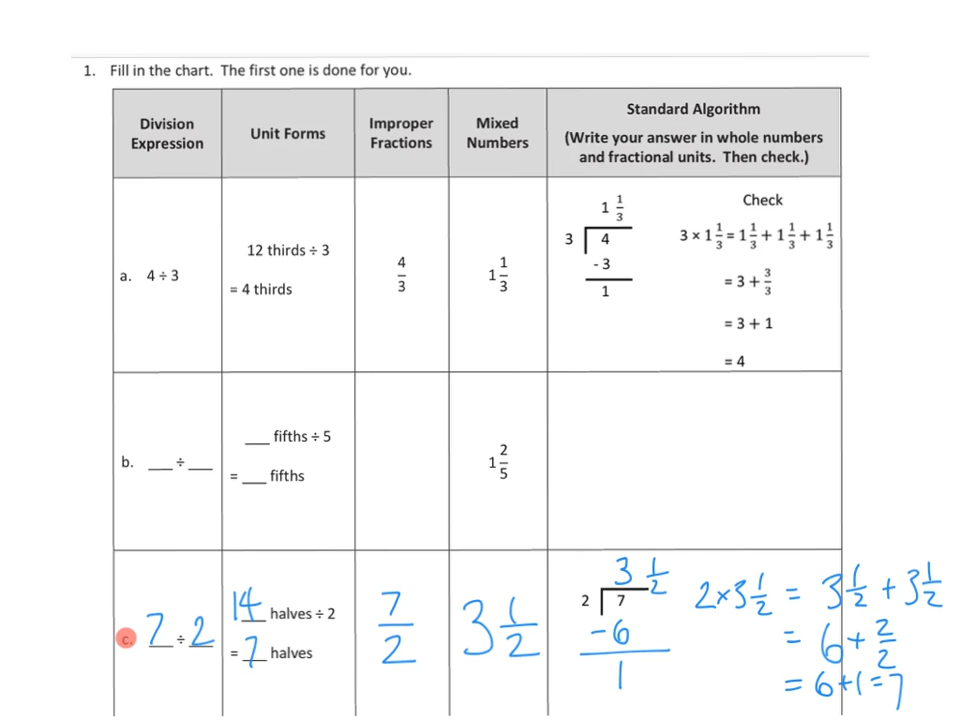 1. Fill in the chart. The first one is done for you.
Division Expression
Unit Forms
Improper Fractions
Mixed Numbers
Standard Algorithm
(Write your answer in whole numbers
and fractional units. Then check.)
a. 4 ÷ 3
12 thirds ÷ 3
= 4 thirds
4/3
1 1/3
1 1/3
3 4
- 3
1
Check
3 × 1 1/3 = 1 1/3 + 1 1/3 + 1 1/3
= 3 + 3/3
= 3 + 1
= 4
b. __ ÷ __
__ fifths ÷ 5
= __ fifths
1 2/5
c. 7 ÷ 2
14 halves ÷ 2
= 7 halves
7/2
3 1/2
3 1/2
2 7
-6
1
2×3 1/2 = 3 1/2 + 3 1/2
= 6 + 2/2
= 6+1=7